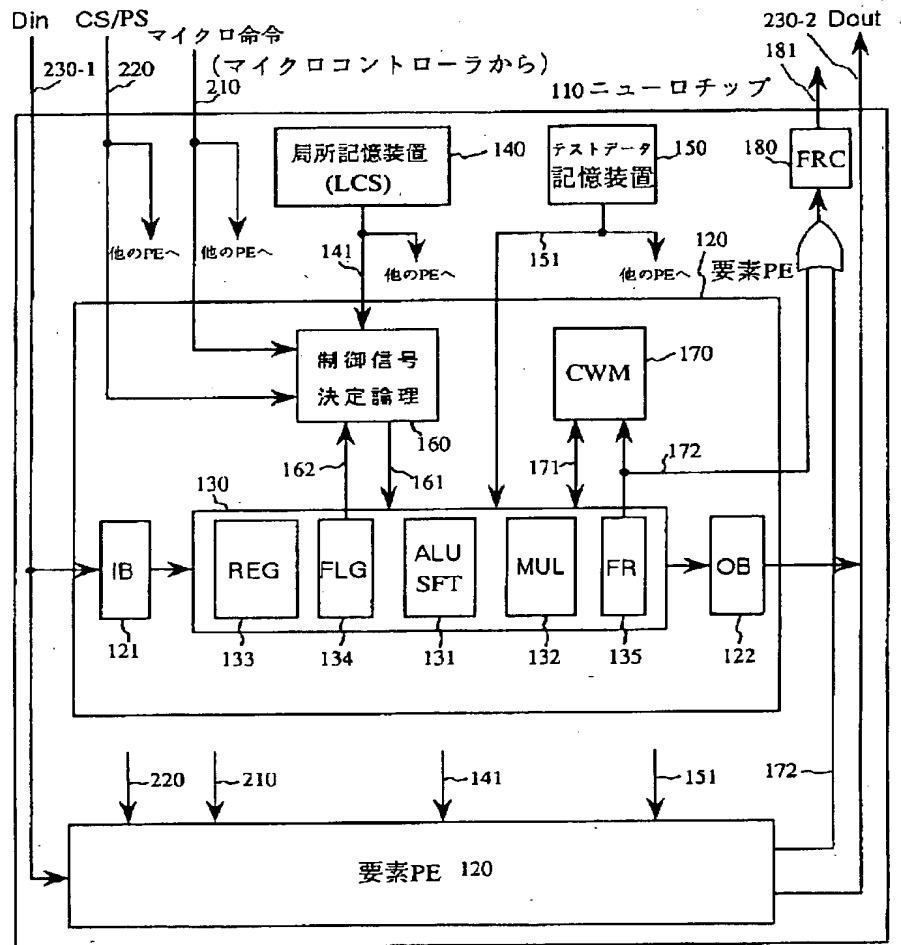 Din CS/PS マイクロ命令 230-2 Dout
230-1 220 (マイクロコントローラから)
210 110 ニューロチップ 181
局所記憶装置
(LCS)
140
テストデータ
記憶装置
150
180 FRC
他のPEへ 他のPEへ 141 他のPEへ 151 他のPEへ
120
要素PE
制御信号
決定論理
160
CWM 170
162 161 171 172
130
IB REG FLG ALU
SFT
MUL FR OB
121 133 134 131 132 135 122
220 210 141 151 172
要素PE 120